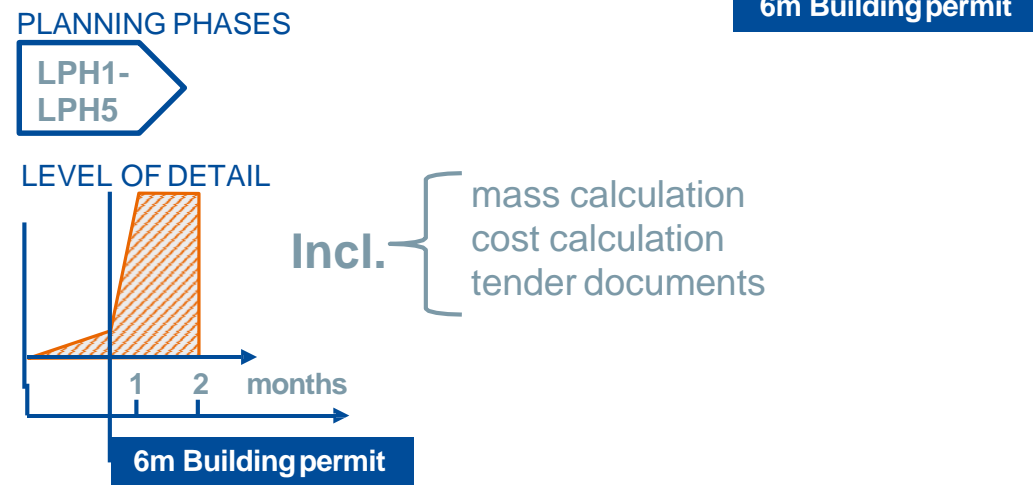 6m Building permit
PLANNING PHASES
LPH1-
LPH5
LEVEL OF DETAIL
Incl.
mass calculation
cost calculation
tender documents
1 2 months
6m Building permit